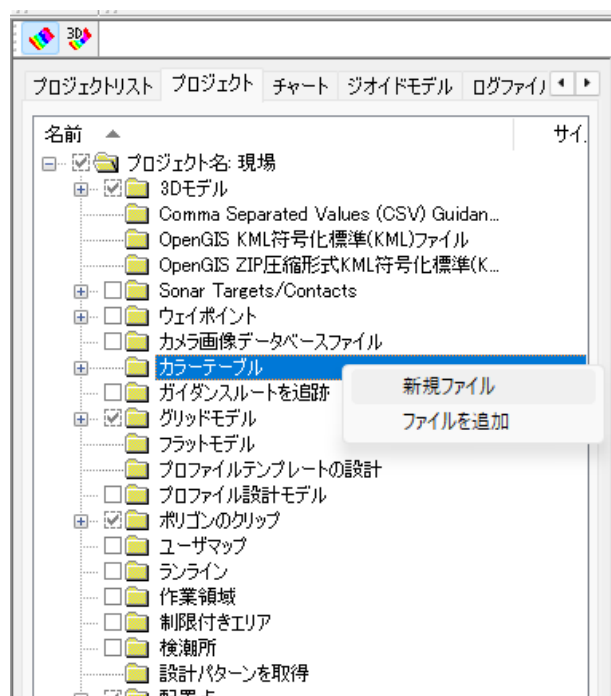 3D
プロジェクトリスト プロジェクト チャート ジオイドモデル ログファイル
名前 サイ
プロジェクト名: 現場
3Dモデル
Comma Separated Values (CSV) Guidan...
OpenGIS KML符号化標準(KML)ファイル
OpenGIS ZIP圧縮形式KML符号化標準(K...
Sonar Targets/Contacts
ウェイポイント
カメラ画像データベースファイル
カラーテーブル
新規ファイル
ガイダンスルートを追跡
グリッドモデル
ファイルを追加
フラットモデル
プロファイルテンプレートの設計
プロファイル設計モデル
ポリゴンのクリップ
ユーザマップ
ランライン
作業領域
制限付きエリア
検潮所
設計パターンを取得